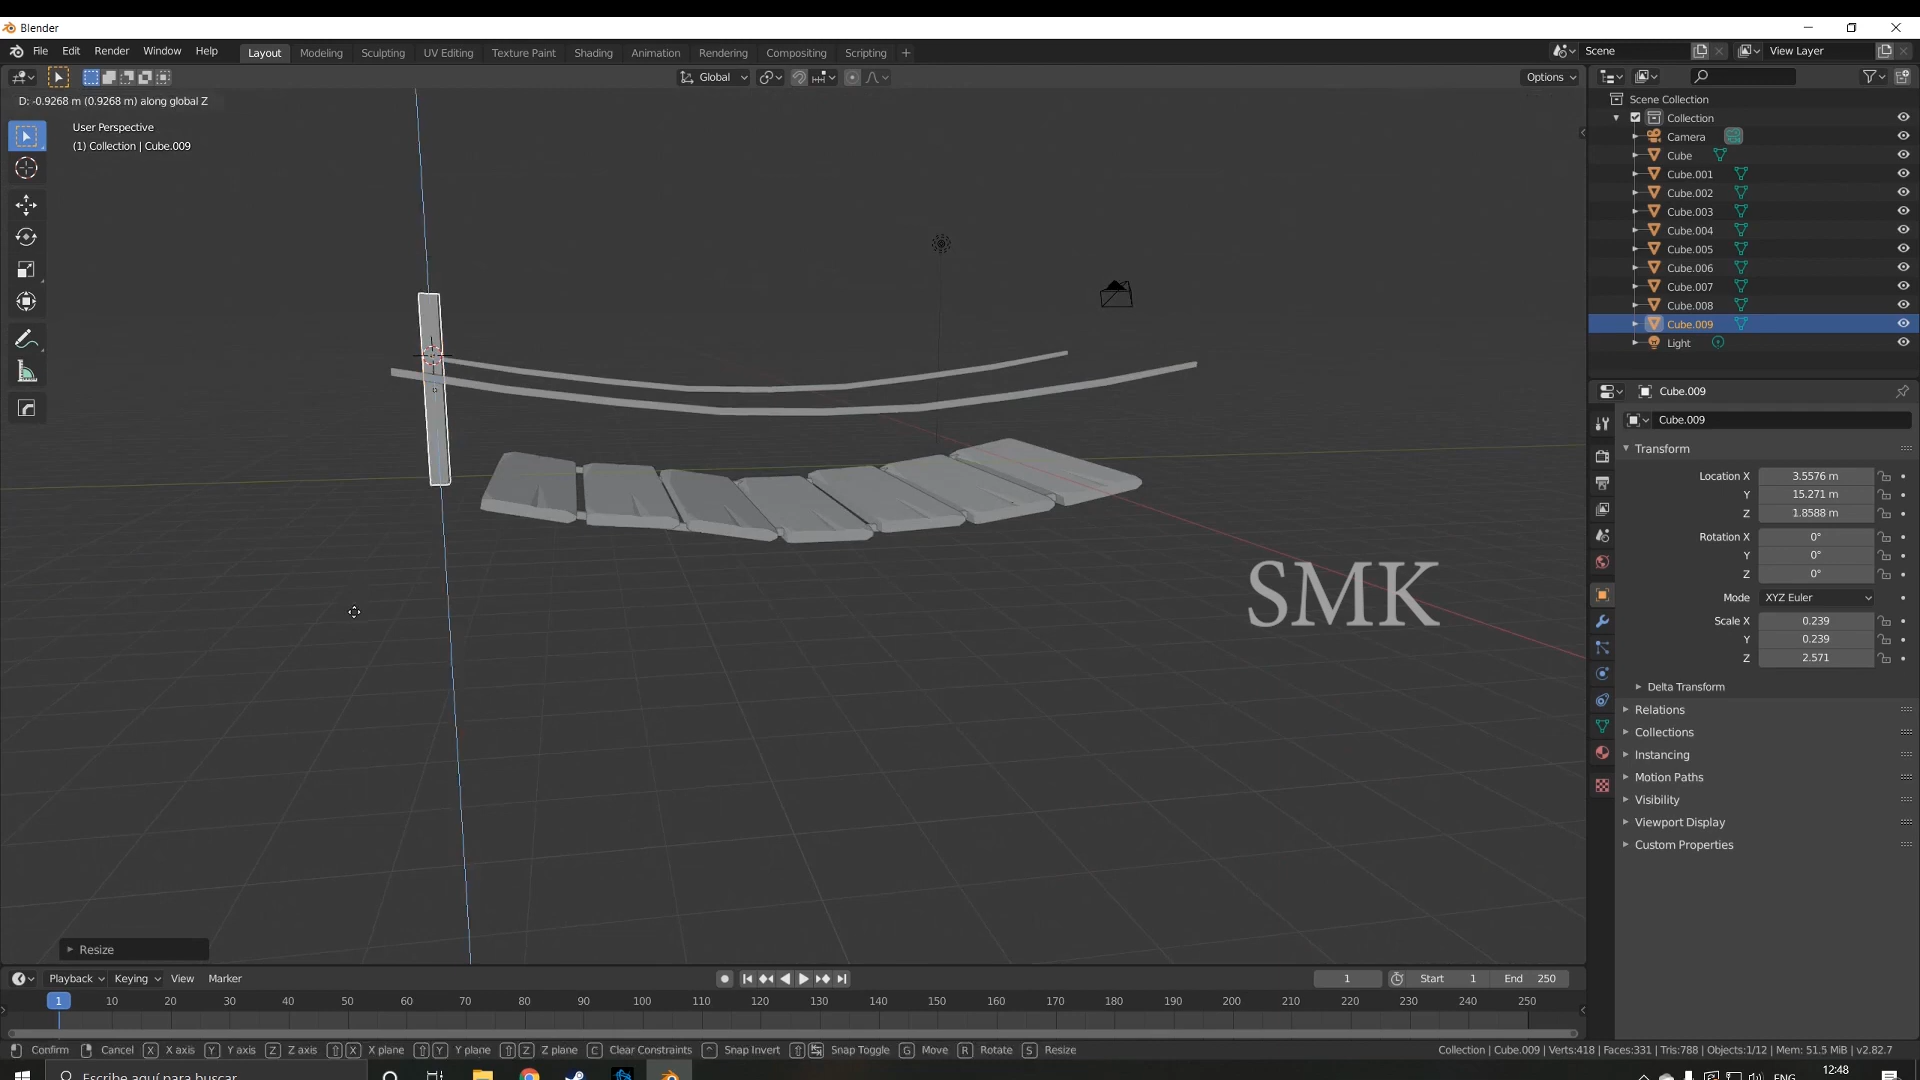 Blender
File Edit Render Window Help Layout Modeling Sculpting UV Editing Texture Paint Shading Animation Rendering Compositing Scripting + Scene View Layer
Global Options
D: -0.9268 m (0.9268 m) along global Z
User Perspective
(1) Collection | Cube.009
Scene Collection
Collection
Camera
Cube
Cube.001
Cube.002
Cube.003
Cube.004
Cube.005
Cube.006
Cube.007
Cube.008
Cube.009
Light
Cube.009
Cube.009
Transform
Location X 3.5576 m
Y 15.271 m
Z 1.8588 m
Rotation X 0°
Y 0°
Z 0°
Mode XYZ Euler
Scale X 0.239
Y 0.239
Z 2.571
Delta Transform
Relations
Collections
Instancing
Motion Paths
Visibility
Viewport Display
Custom Properties
SMK
Resize
Playback Keying View Marker 1 Start 1 End 250
1 10 20 30 40 50 60 70 80 90 100 110 120 130 140 150 160 170 180 190 200 210 220 230 240 250
Confirm Cancel X X axis Y Y axis Z Z axis X X plane Y Y plane Z Z plane C Clear Constraints ^ Snap Invert Snap Toggle G Move R Rotate S Resize Collection | Cube.009 | Verts:418 | Faces:331 | Tris:788 | Objects:1/12 | Mem: 51.5 MiB | v2.82.7
Escribe aquí para buscar ENG 12:48